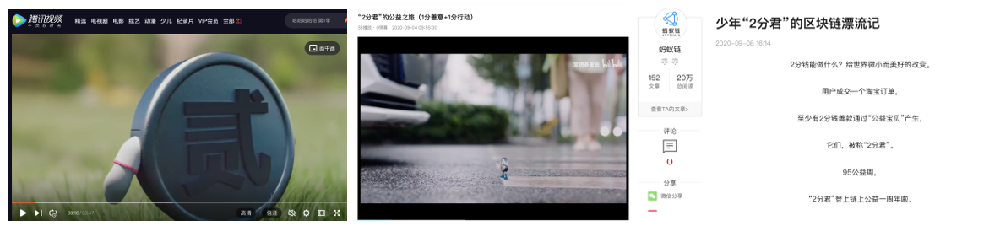 腾讯视频
不负好时光
精选 电视剧 电影 综艺 动漫 少儿 纪录片 VIP会员 全部
哈哈哈哈哈 第1季
画中画
贰
00:16
高清 倍速
“2分君”的公益之旅（1分善意+1分行动）
2020-09-04 09:55:00
bilibili
蚂蚁链
ANTCHAIN
蚂蚁链
152 20万
文章 总阅读
查看TA的文章>
评论
0
分享
微信分享
少年“2分君”的区块链漂流记
2020-09-08 16:14
2分钱能做什么？给世界微小而美好的改变。
用户成交一个淘宝订单，
至少有2分钱善款通过“公益宝贝”产生，
它们，被称“2分君”。
95公益周，
“2分君”登上链上公益一周年啦。